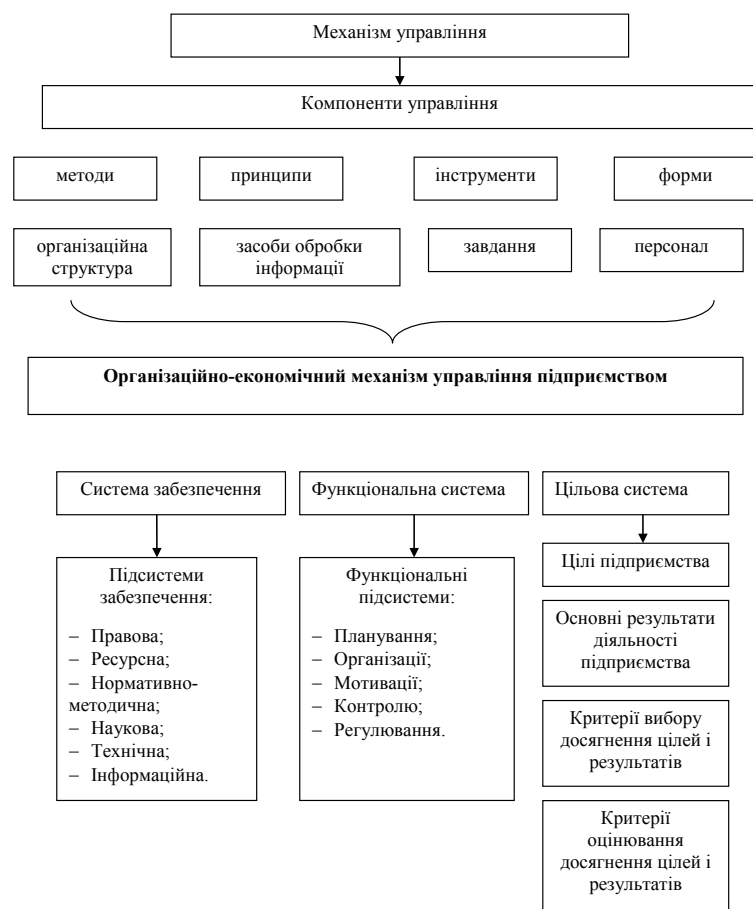 Механізм управління
Компоненти управління
методи
принципи
інструменти
форми
організаційна
структура
засоби обробки
інформації
завдання
персонал
Організаційно-економічний механізм управління підприємством
Система забезпечення
Функціональна система
Цільова система
Підсистеми
забезпечення:
– Правова;
– Ресурсна;
– Нормативно-
методична;
– Наукова;
– Технічна;
– Інформаційна.
Функціональні
підсистеми:
– Планування;
– Організації;
– Мотивації;
– Контролю;
– Регулювання.
Цілі підприємства
Основні результати
діяльності
підприємства
Критерії вибору
досягнення цілей і
результатів
Критерії
оцінювання
досягнення цілей і
результатів